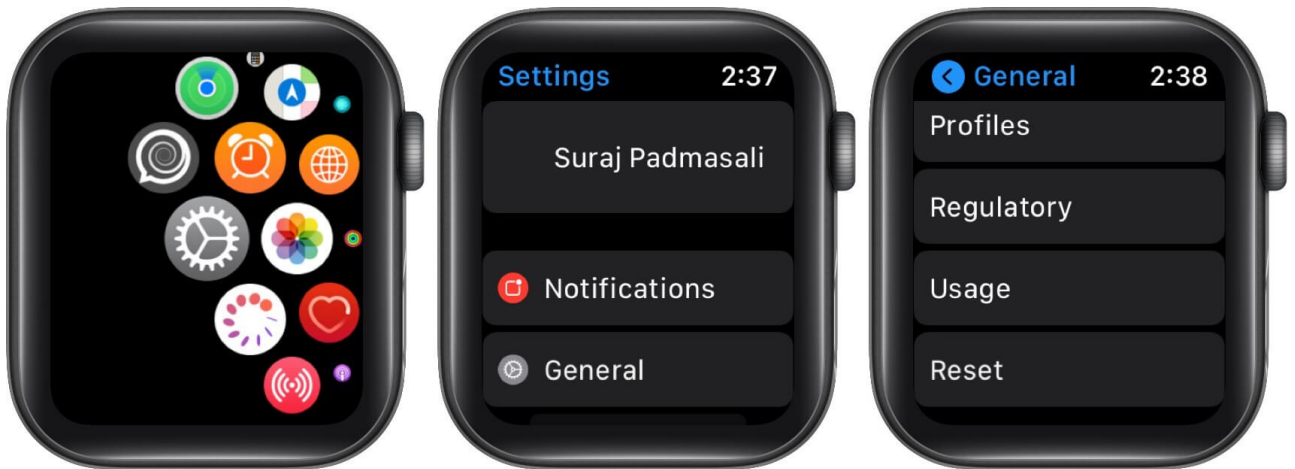 Settings 2:37
Suraj Padmasali
Notifications
General
General 2:38
Profiles
Regulatory
Usage
Reset